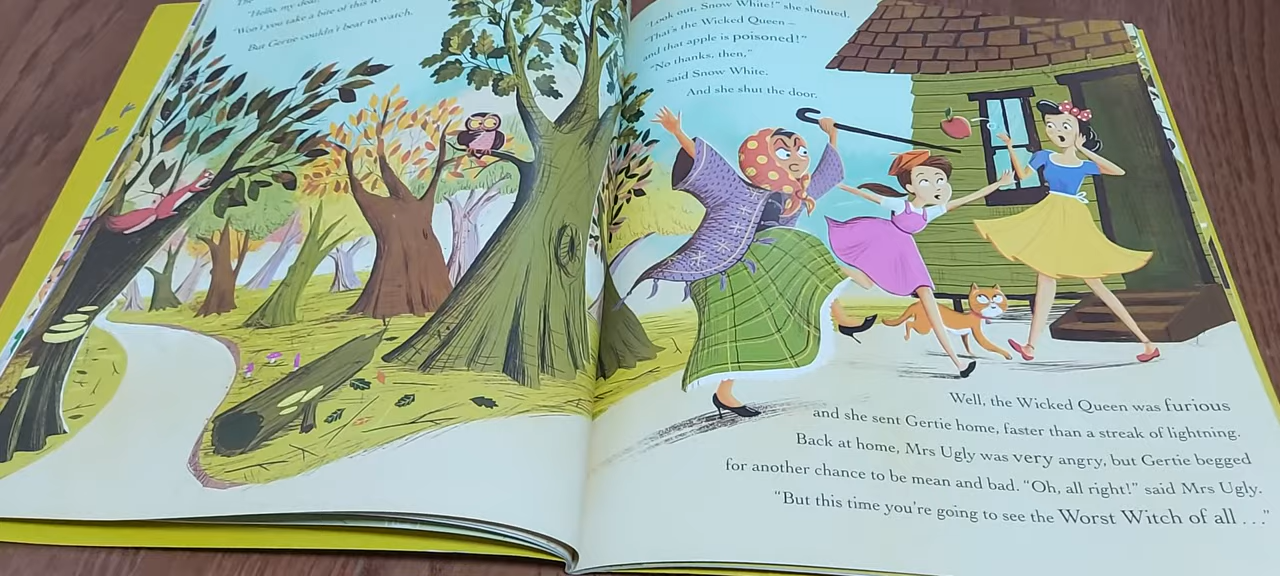 The
"Hello, my dear
"Won't you take a bite of this
But Gertie couldn't bear to watch.
"Look out, Snow White!" she shouted.
"That's the Wicked Queen –
and that apple is poisoned!"
"No thanks, then,"
said Snow White.
And she shut the door.
Well, the Wicked Queen was furious
and she sent Gertie home, faster than a streak of lightning.
Back at home, Mrs Ugly was very angry, but Gertie begged
for another chance to be mean and bad. "Oh, all right!" said Mrs Ugly.
"But this time you're going to see the Worst Witch of all . . ."